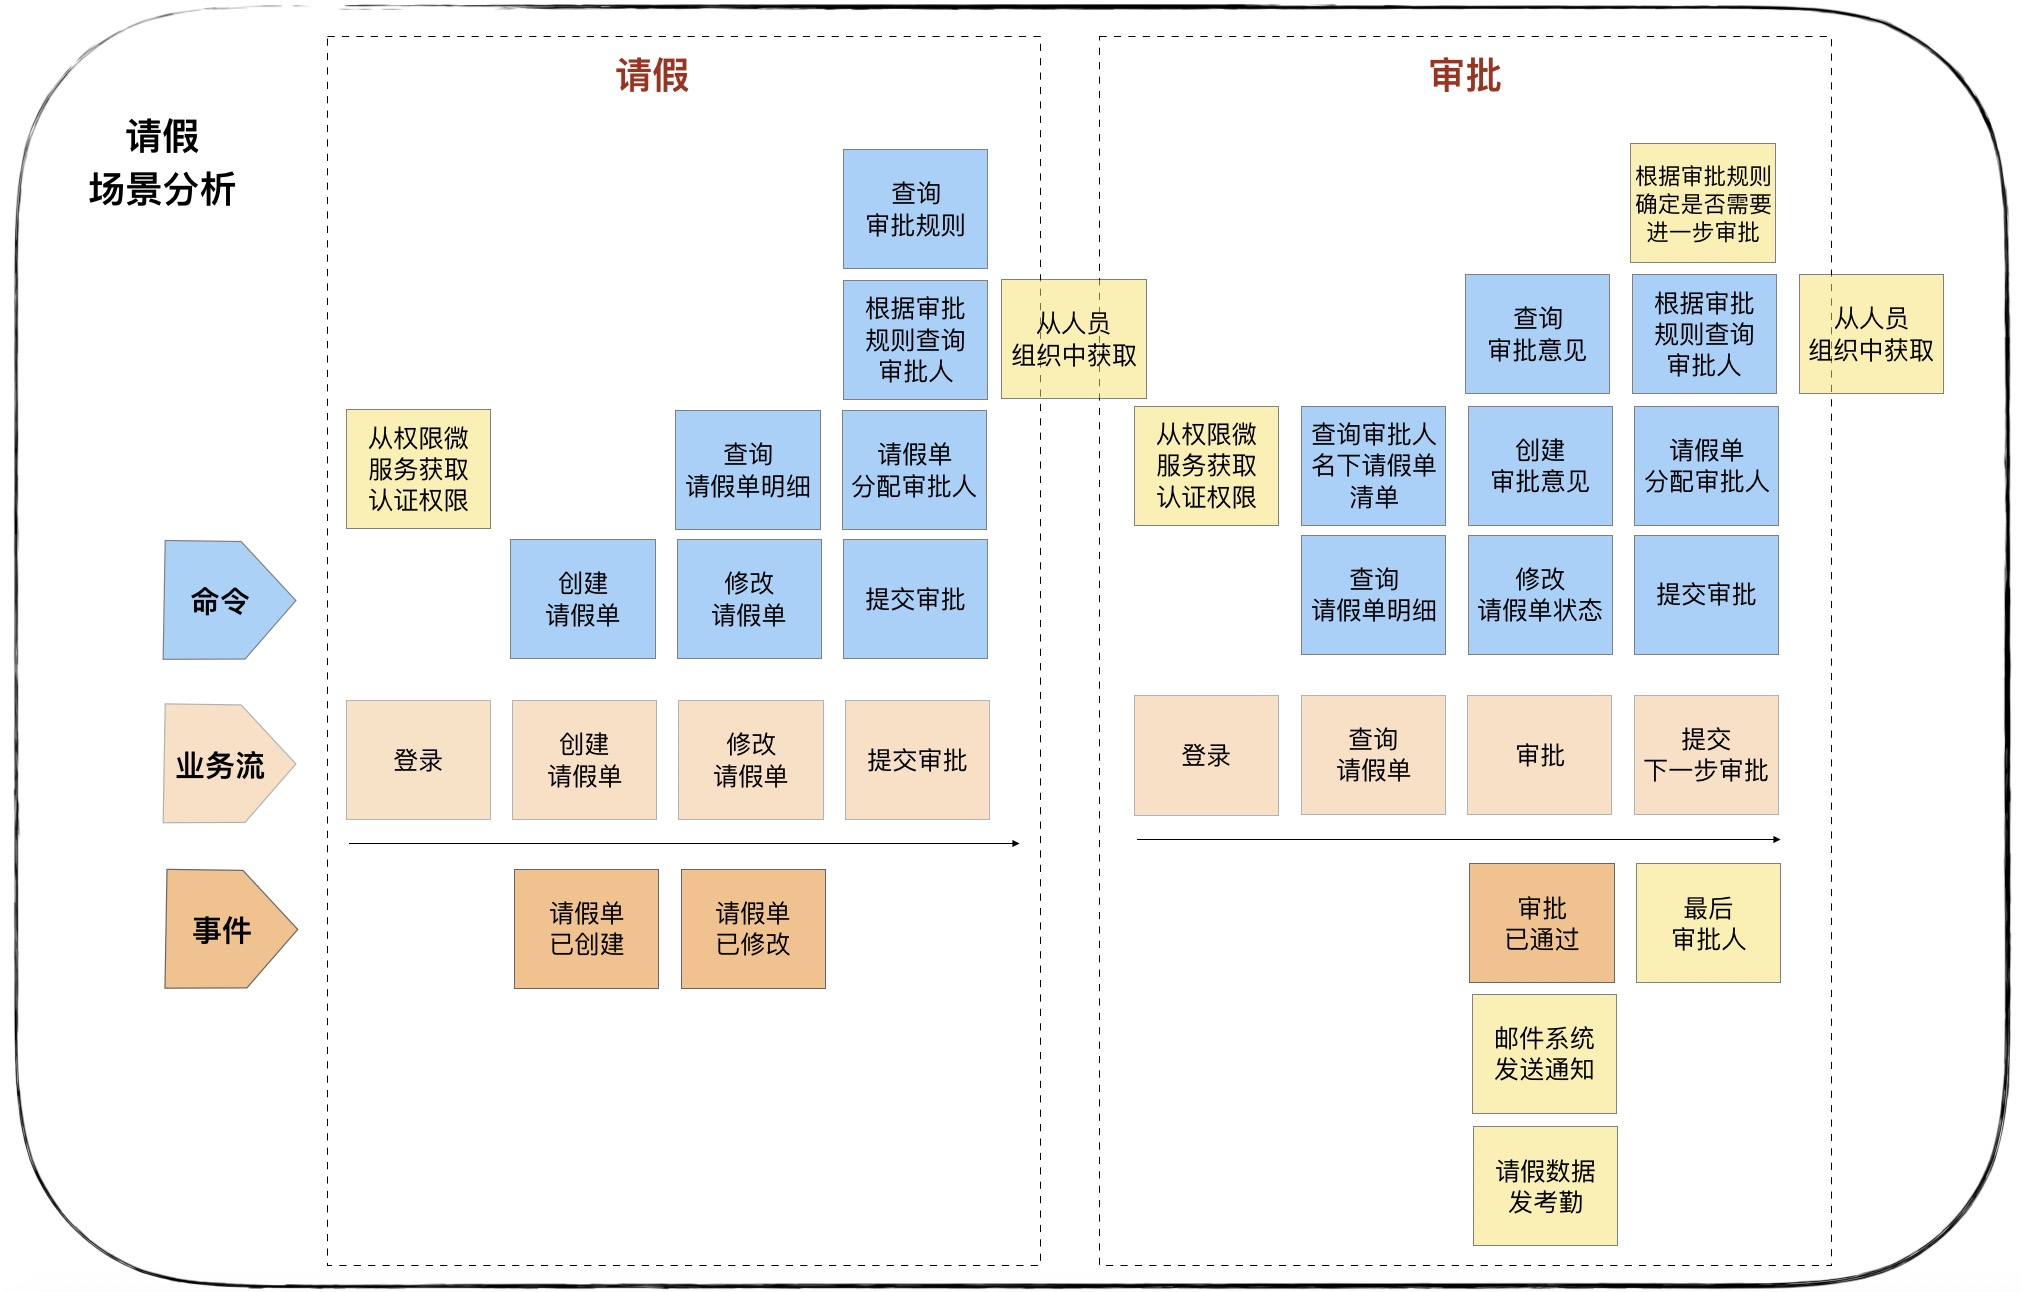 请假
场景分析
请假
查询
审批规则
根据审批
规则查询
审批人
从人员
组织中获取
从权限微
服务获取
认证权限
查询
请假单明细
请假单
分配审批人
命令
创建
请假单
修改
请假单
提交审批
业务流
登录
创建
请假单
修改
请假单
提交审批
事件
请假单
已创建
请假单
已修改
审批
根据审批规则
确定是否需要
进一步审批
查询
审批意见
根据审批
规则查询
审批人
从人员
组织中获取
从权限微
服务获取
认证权限
查询审批人
名下请假单
清单
创建
审批意见
请假单
分配审批人
查询
请假单明细
修改
请假单状态
提交审批
登录
查询
请假单
审批
提交
下一步审批
审批
已通过
最后
审批人
邮件系统
发送通知
请假数据
发考勤